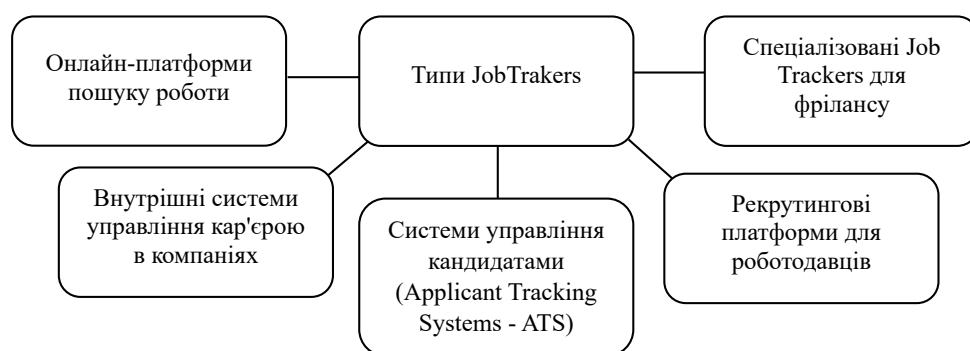 Онлайн-платформи
пошуку роботи
Типи JobTrakers
Спеціалізовані Job
Trackers для
фрілансу
Внутрішні системи
управління кар'єрою
в компаніях
Системи управління
кандидатами
(Applicant Tracking
Systems - ATS)
Рекрутингові
платформи для
роботодавців